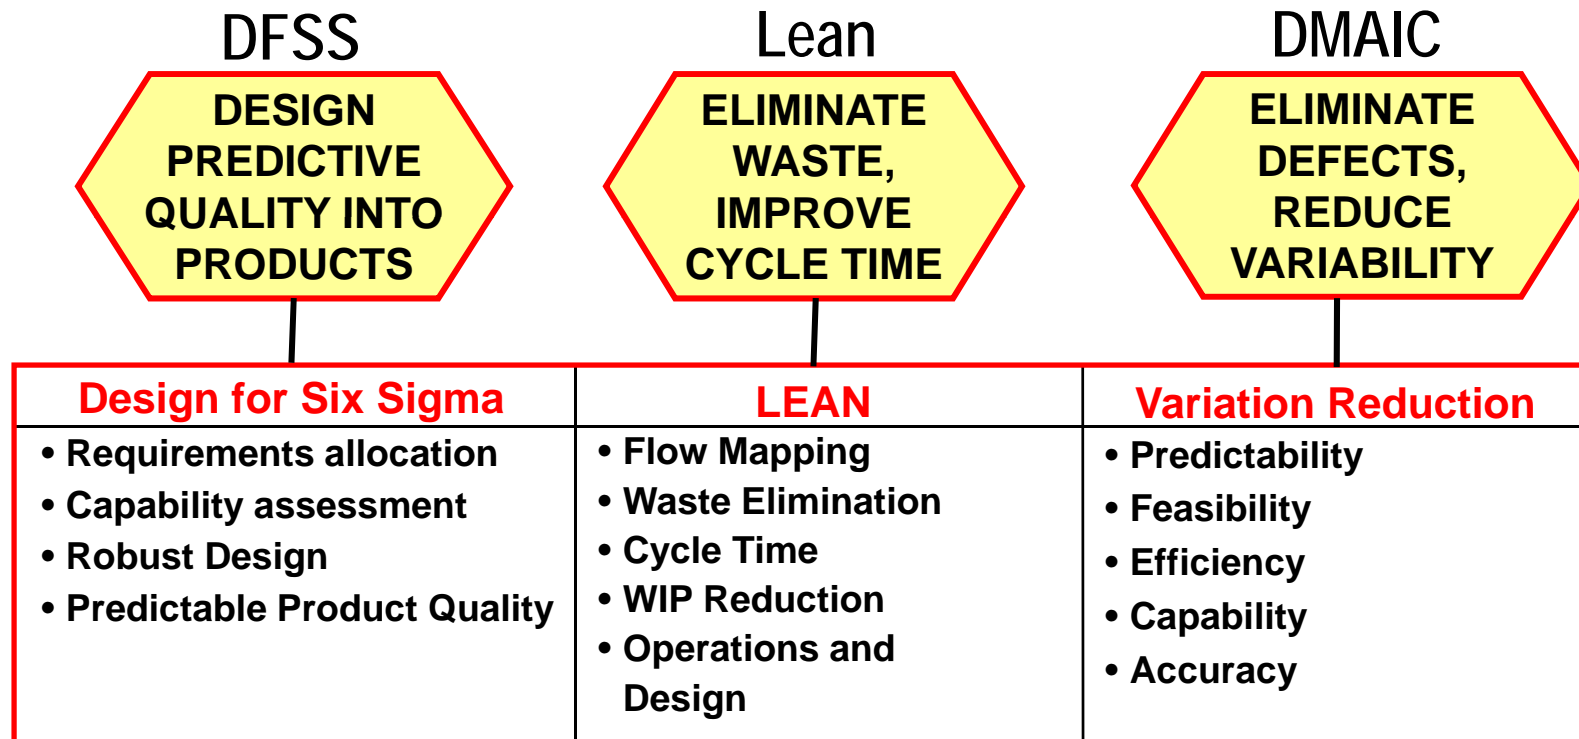 DFSS
DESIGN
PREDICTIVE
QUALITY INTO
PRODUCTS
Lean
ELIMINATE
WASTE,
IMPROVE
CYCLE TIME
DMAIC
ELIMINATE
DEFECTS,
REDUCE
VARIABILITY
Design for Six Sigma
• Requirements allocation
• Capability assessment
• Robust Design
• Predictable Product Quality
LEAN
• Flow Mapping
• Waste Elimination
• Cycle Time
• WIP Reduction
• Operations and
Design
Variation Reduction
• Predictability
• Feasibility
• Efficiency
• Capability
• Accuracy